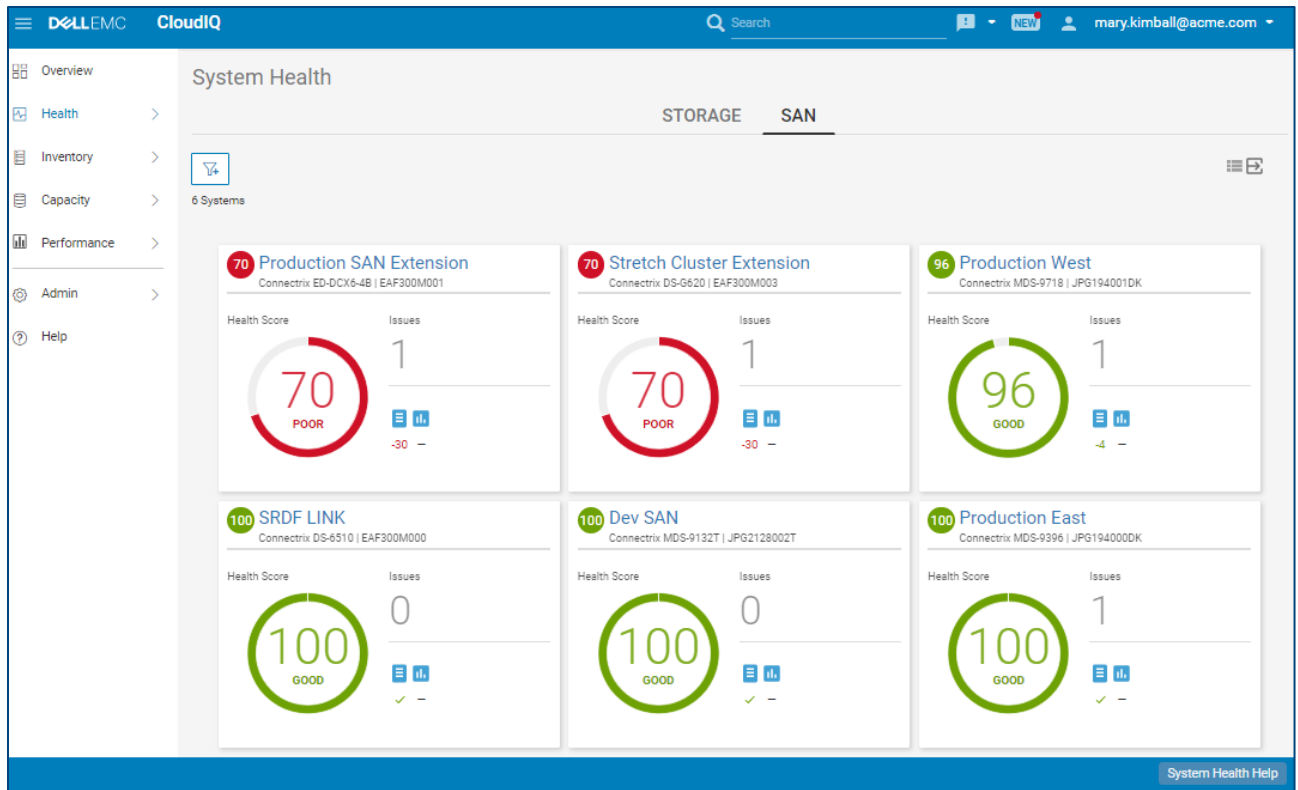 DELLEMC CloudIQ Search NEW mary.kimball@acme.com
Overview
Health
Inventory
Capacity
Performance
Admin
Help
System Health
STORAGE SAN
6 Systems
70 Production SAN Extension
Connectrix ED-DCX6-4B | EAF300M001
Health Score Issues
70 POOR
1
-30 –
70 Stretch Cluster Extension
Connectrix DS-G620 | EAF300M003
Health Score Issues
70 POOR
1
-30 –
96 Production West
Connectrix MDS-9718 | JPG194001DK
Health Score Issues
96 GOOD
1
-4 –
100 SRDF LINK
Connectrix DS-6510 | EAF300M000
Health Score Issues
100 GOOD
0
✓ –
100 Dev SAN
Connectrix MDS-9132T | JPG2128002T
Health Score Issues
100 GOOD
0
✓ –
100 Production East
Connectrix MDS-9396 | JPG194000DK
Health Score Issues
100 GOOD
1
✓ –
System Health Help